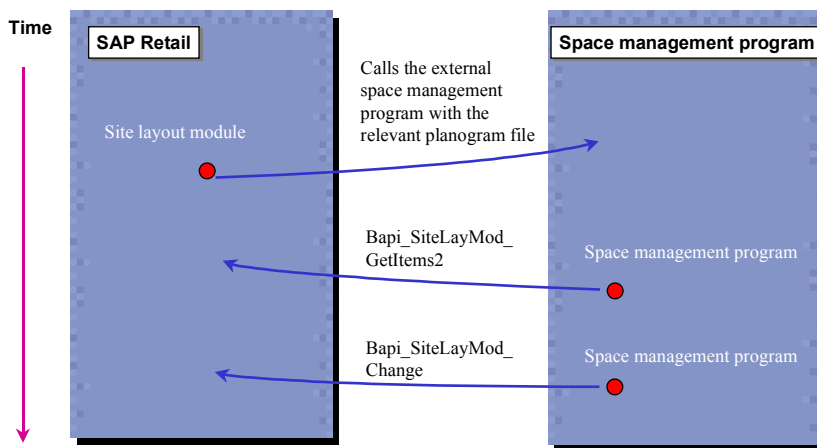 Time
SAP Retail
Space management program
Calls the external
space management
program with the
relevant planogram file
Site layout module
Bapi_SiteLayMod_
GetItems2
Space management program
Bapi_SiteLayMod_
Change
Space management program